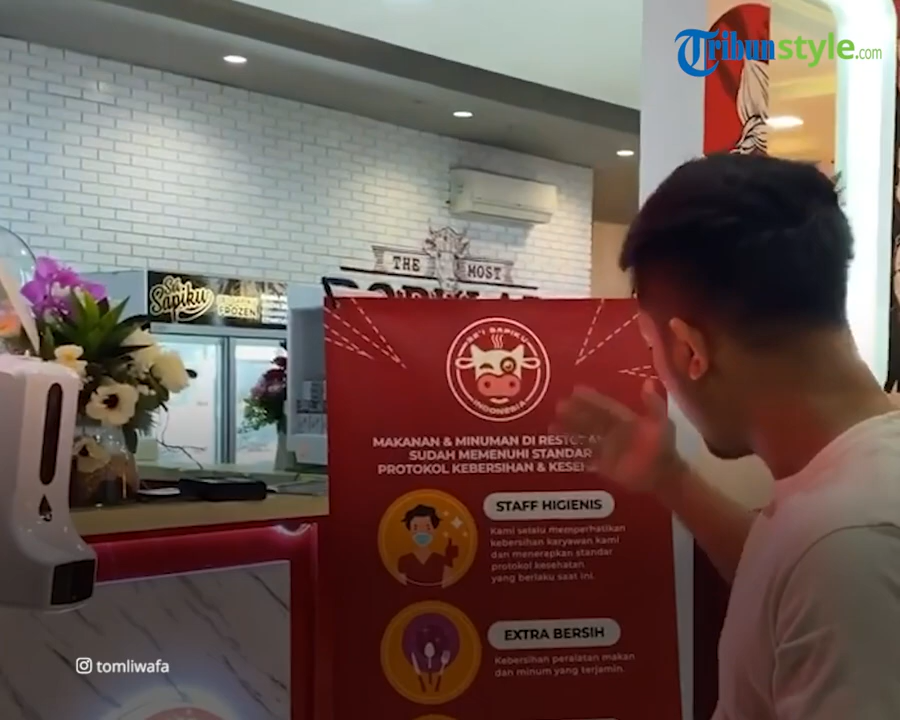 Tribunstyle.com
THE MOST
Se'i
Sapiku
FROZEN
SE'I SAPIKU
INDONESIA
MAKANAN & MINUMAN DI
SUDAH MEMENUHI STANDAR
PROTOKOL KEBERSIHAN &
STAFF HIGIENIS
Kami selalu memperhatikan
kebersihan karyawan kami
dan menerapkan standar
protokol kesehatan
yang berlaku saat ini.
EXTRA BERSIH
Kebersihan peralatan makan
dan minum yang terjamin.
tomliwafa